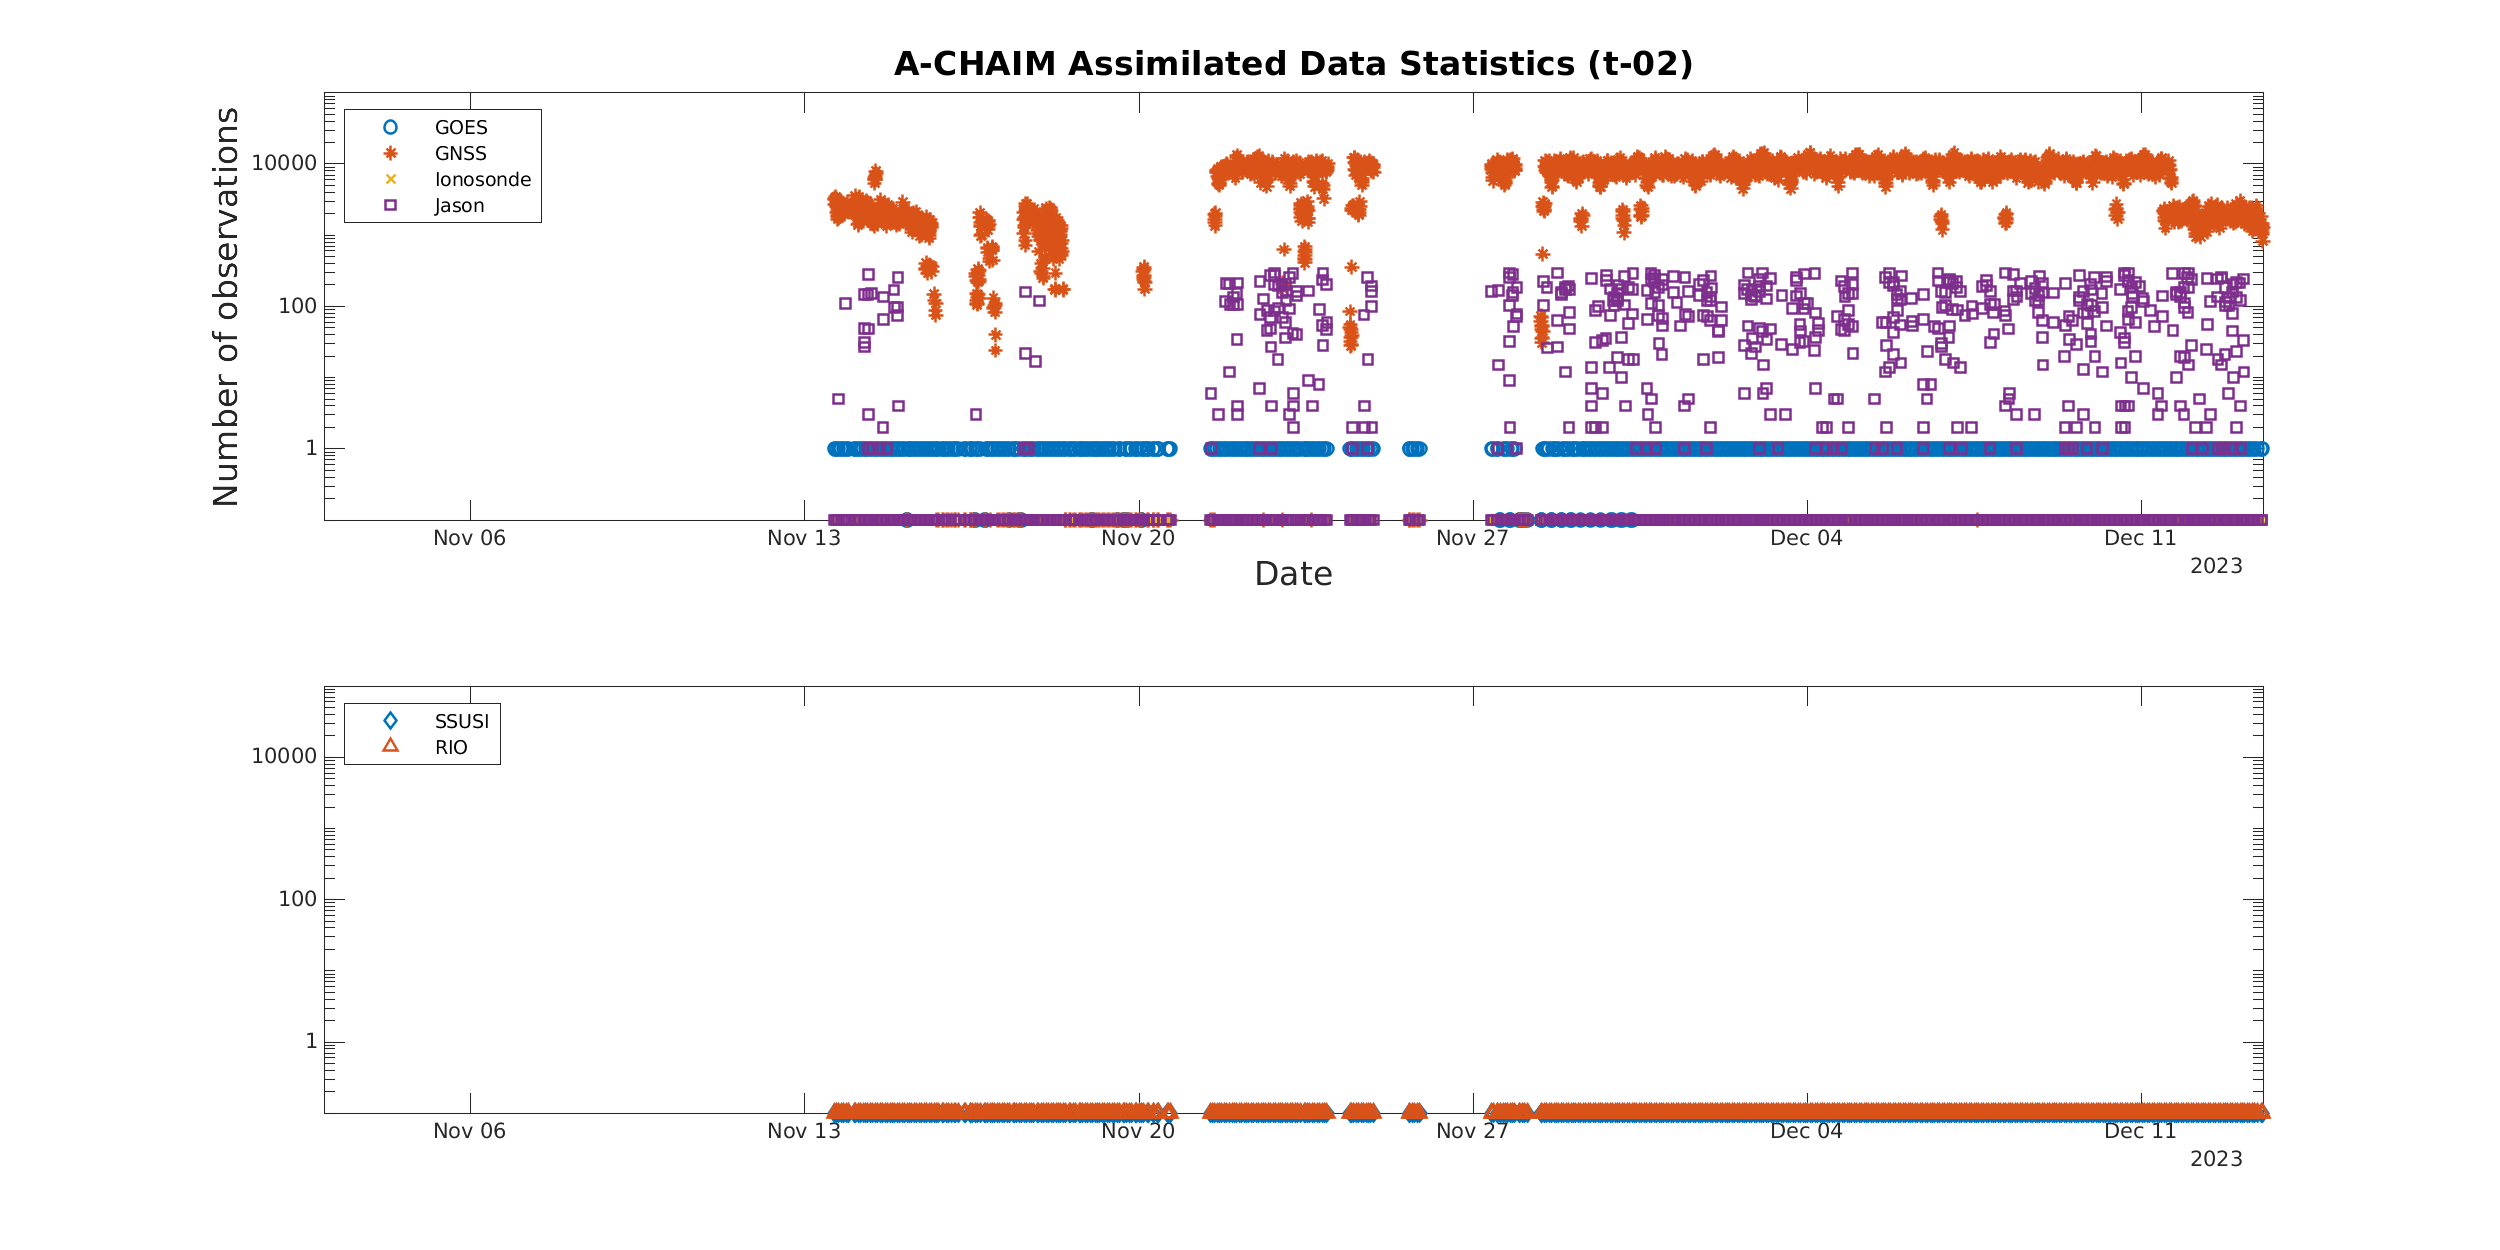 A-CHAIM Assimilated Data Statistics (t-02)
Number of observations
10000
100
1
GOES
GNSS
Ionosonde
Jason
Nov 06 Nov 13 Nov 20 Nov 27 Dec 04 Dec 11
2023
Date
10000
100
1
SSUSI
RIO
Nov 06 Nov 13 Nov 20 Nov 27 Dec 04 Dec 11
2023